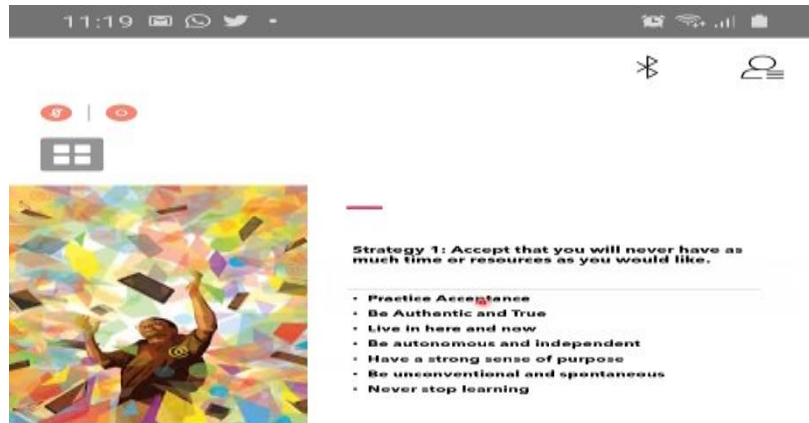 11:19
Strategy 1: Accept that you will never have as
much time or resources as you would like.
• Practice Acceptance
• Be Authentic and True
• Live in here and now
• Be autonomous and independent
• Have a strong sense of purpose
• Be unconventional and spontaneous
• Never stop learning